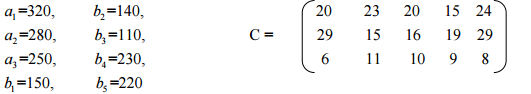 a₁=320, b₂=140,
a₂=280, b₃=110,
a₃=250, b₄=230,
b₁=150, b₅=220
C =
20 23 20 15 24
29 15 16 19 29
6 11 10 9 8